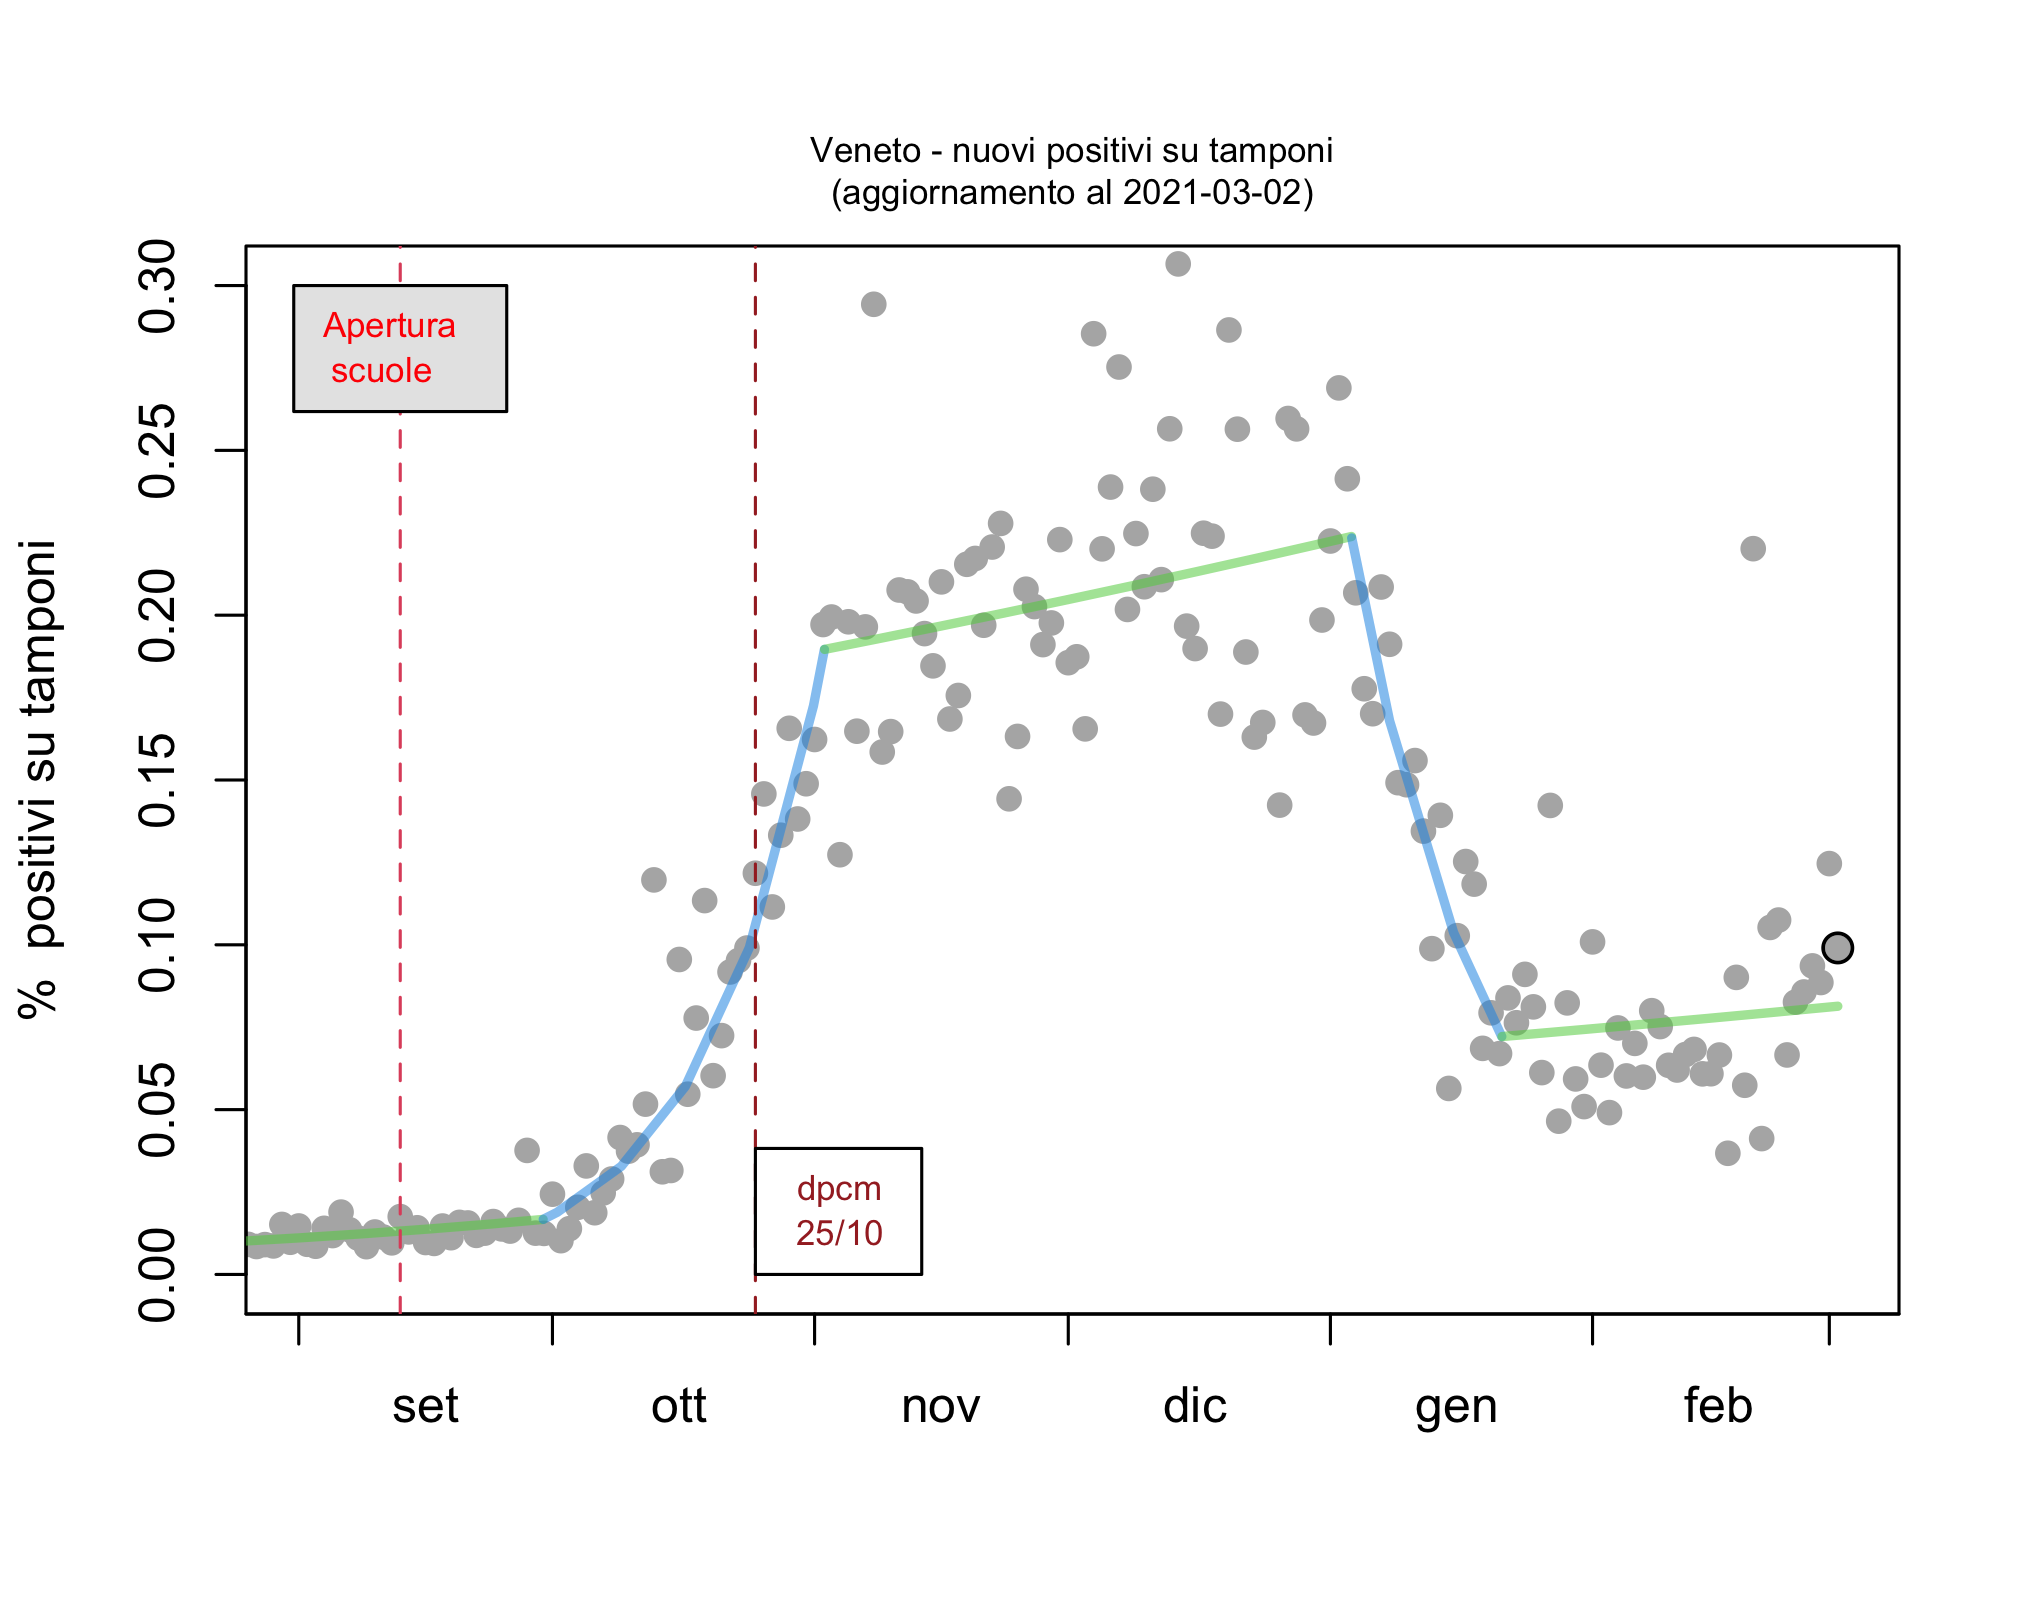 Veneto - nuovi positivi su tamponi
(aggiornamento al 2021-03-02)
% positivi su tamponi
0.30
0.25
0.20
0.15
0.10
0.05
0.00
Apertura
scuole
dpcm
25/10
set
ott
nov
dic
gen
feb